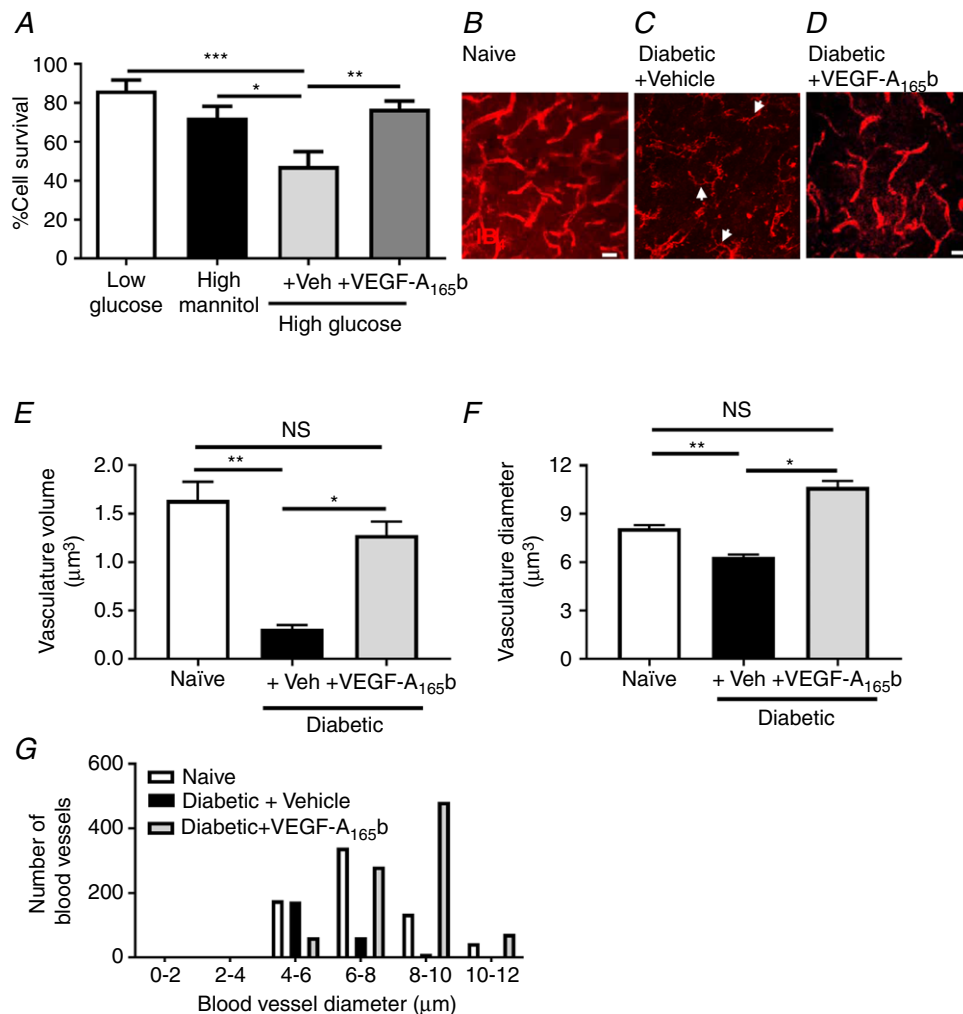 A
%Cell survival
100
80
60
40
20
0
***
*
**
Low
glucose
High
mannitol
+Veh +VEGF-A₁₆₅b
High glucose
B
Naive
C
Diabetic
+Vehicle
D
Diabetic
+VEGF-A₁₆₅b
E
Vasculature volume
(μm³)
2.0
1.5
1.0
0.5
0.0
NS
**
*
Naïve
+ Veh +VEGF-A₁₆₅b
Diabetic
F
Vasculature diameter
(μm³)
12
9
6
3
0
NS
**
*
Naïve
+ Veh +VEGF-A₁₆₅b
Diabetic
G
Number of
blood vessels
600
400
200
0
Naive
Diabetic + Vehicle
Diabetic+VEGF-A₁₆₅b
0-2 2-4 4-6 6-8 8-10 10-12
Blood vessel diameter (μm)